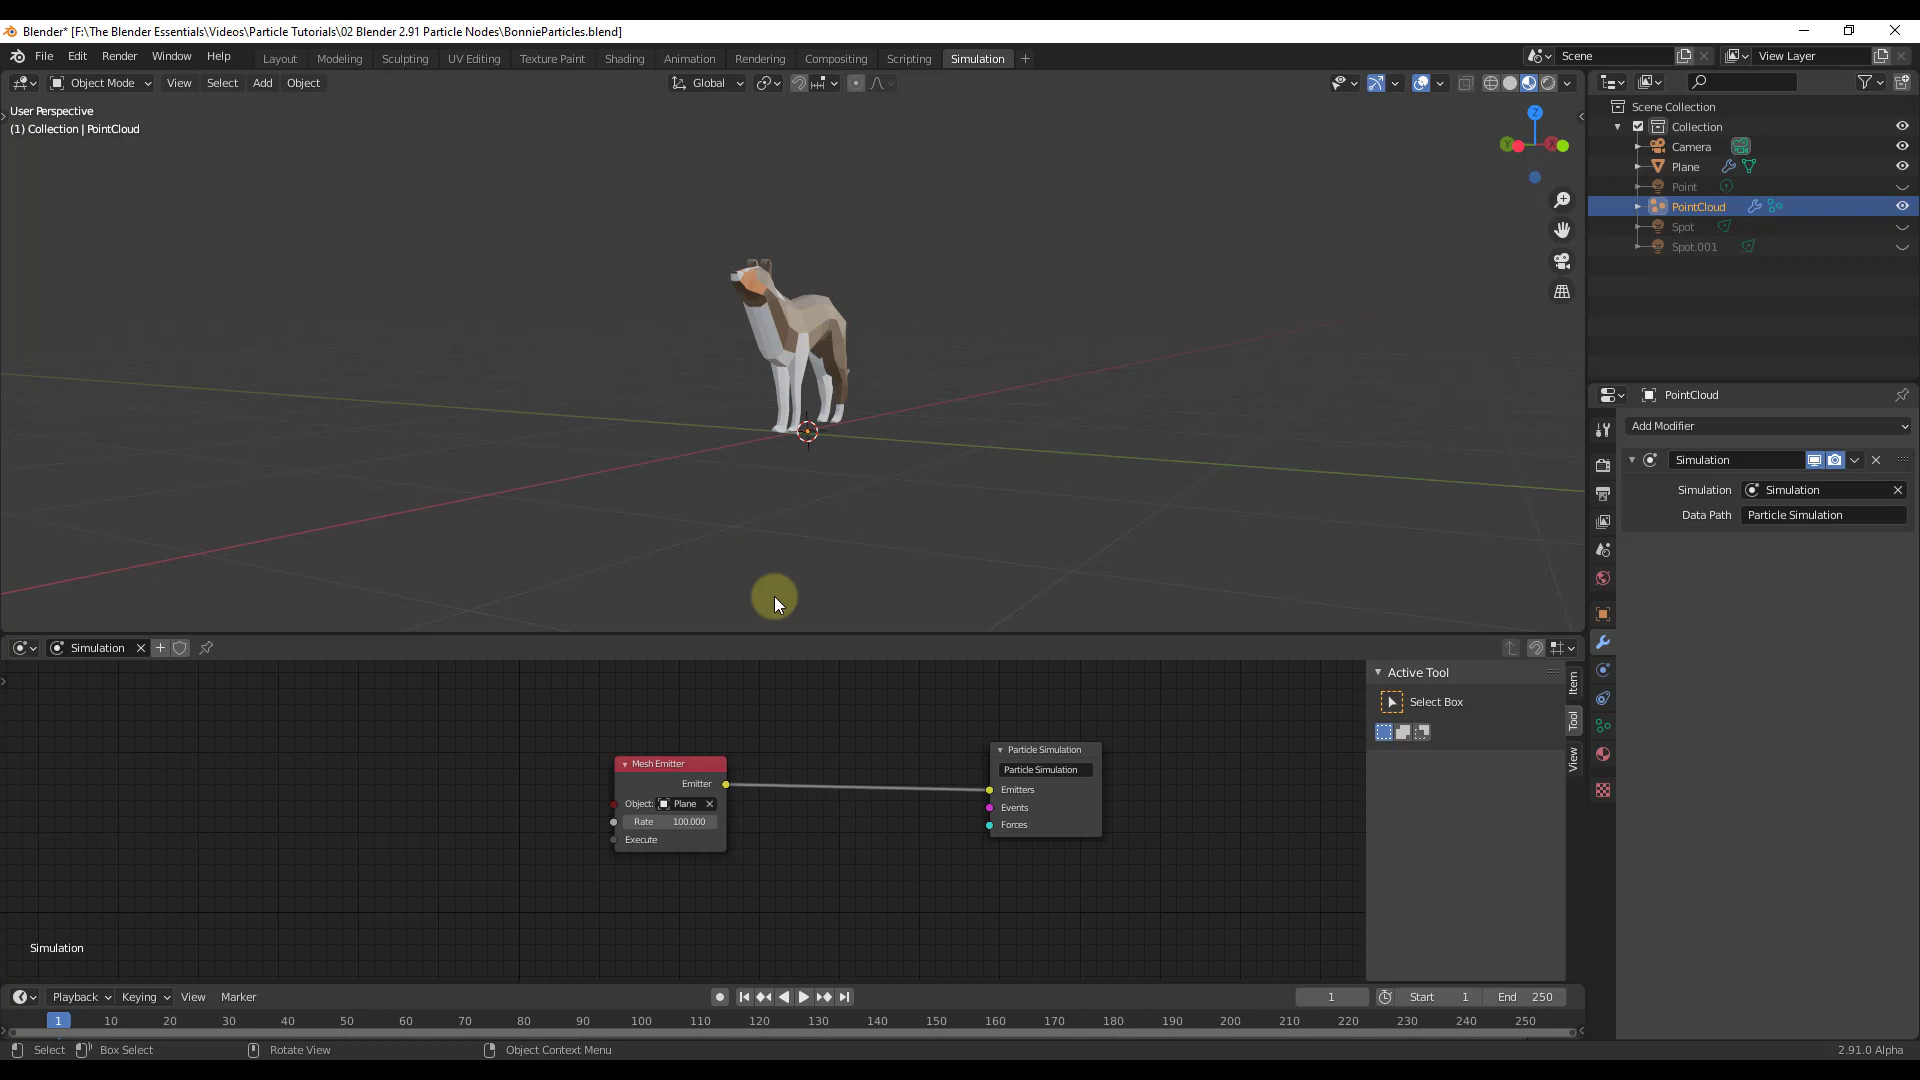 Blender* [F:\The Blender Essentials\Videos\Particle Tutorials\02 Blender 2.91 Particle Nodes\BonnieParticles.blend]
File Edit Render Window Help Layout Modeling Sculpting UV Editing Texture Paint Shading Animation Rendering Compositing Scripting Simulation + Scene View Layer
Object Mode View Select Add Object Global
User Perspective
(1) Collection | PointCloud
Z
Y X
Scene Collection
Collection
Camera
Plane
Point
PointCloud
Spot
Spot.001
PointCloud
Add Modifier
Simulation
Simulation Simulation
Data Path Particle Simulation
Simulation
Active Tool
Select Box
Item
Tool
View
Mesh Emitter
Emitter
Object: Plane
Rate 100.000
Execute
Particle Simulation
Particle Simulation
Emitters
Events
Forces
Simulation
Playback Keying View Marker 1 Start 1 End 250
1 10 20 30 40 50 60 70 80 90 100 110 120 130 140 150 160 170 180 190 200 210 220 230 240 250
Select Box Select Rotate View Object Context Menu 2.91.0 Alpha